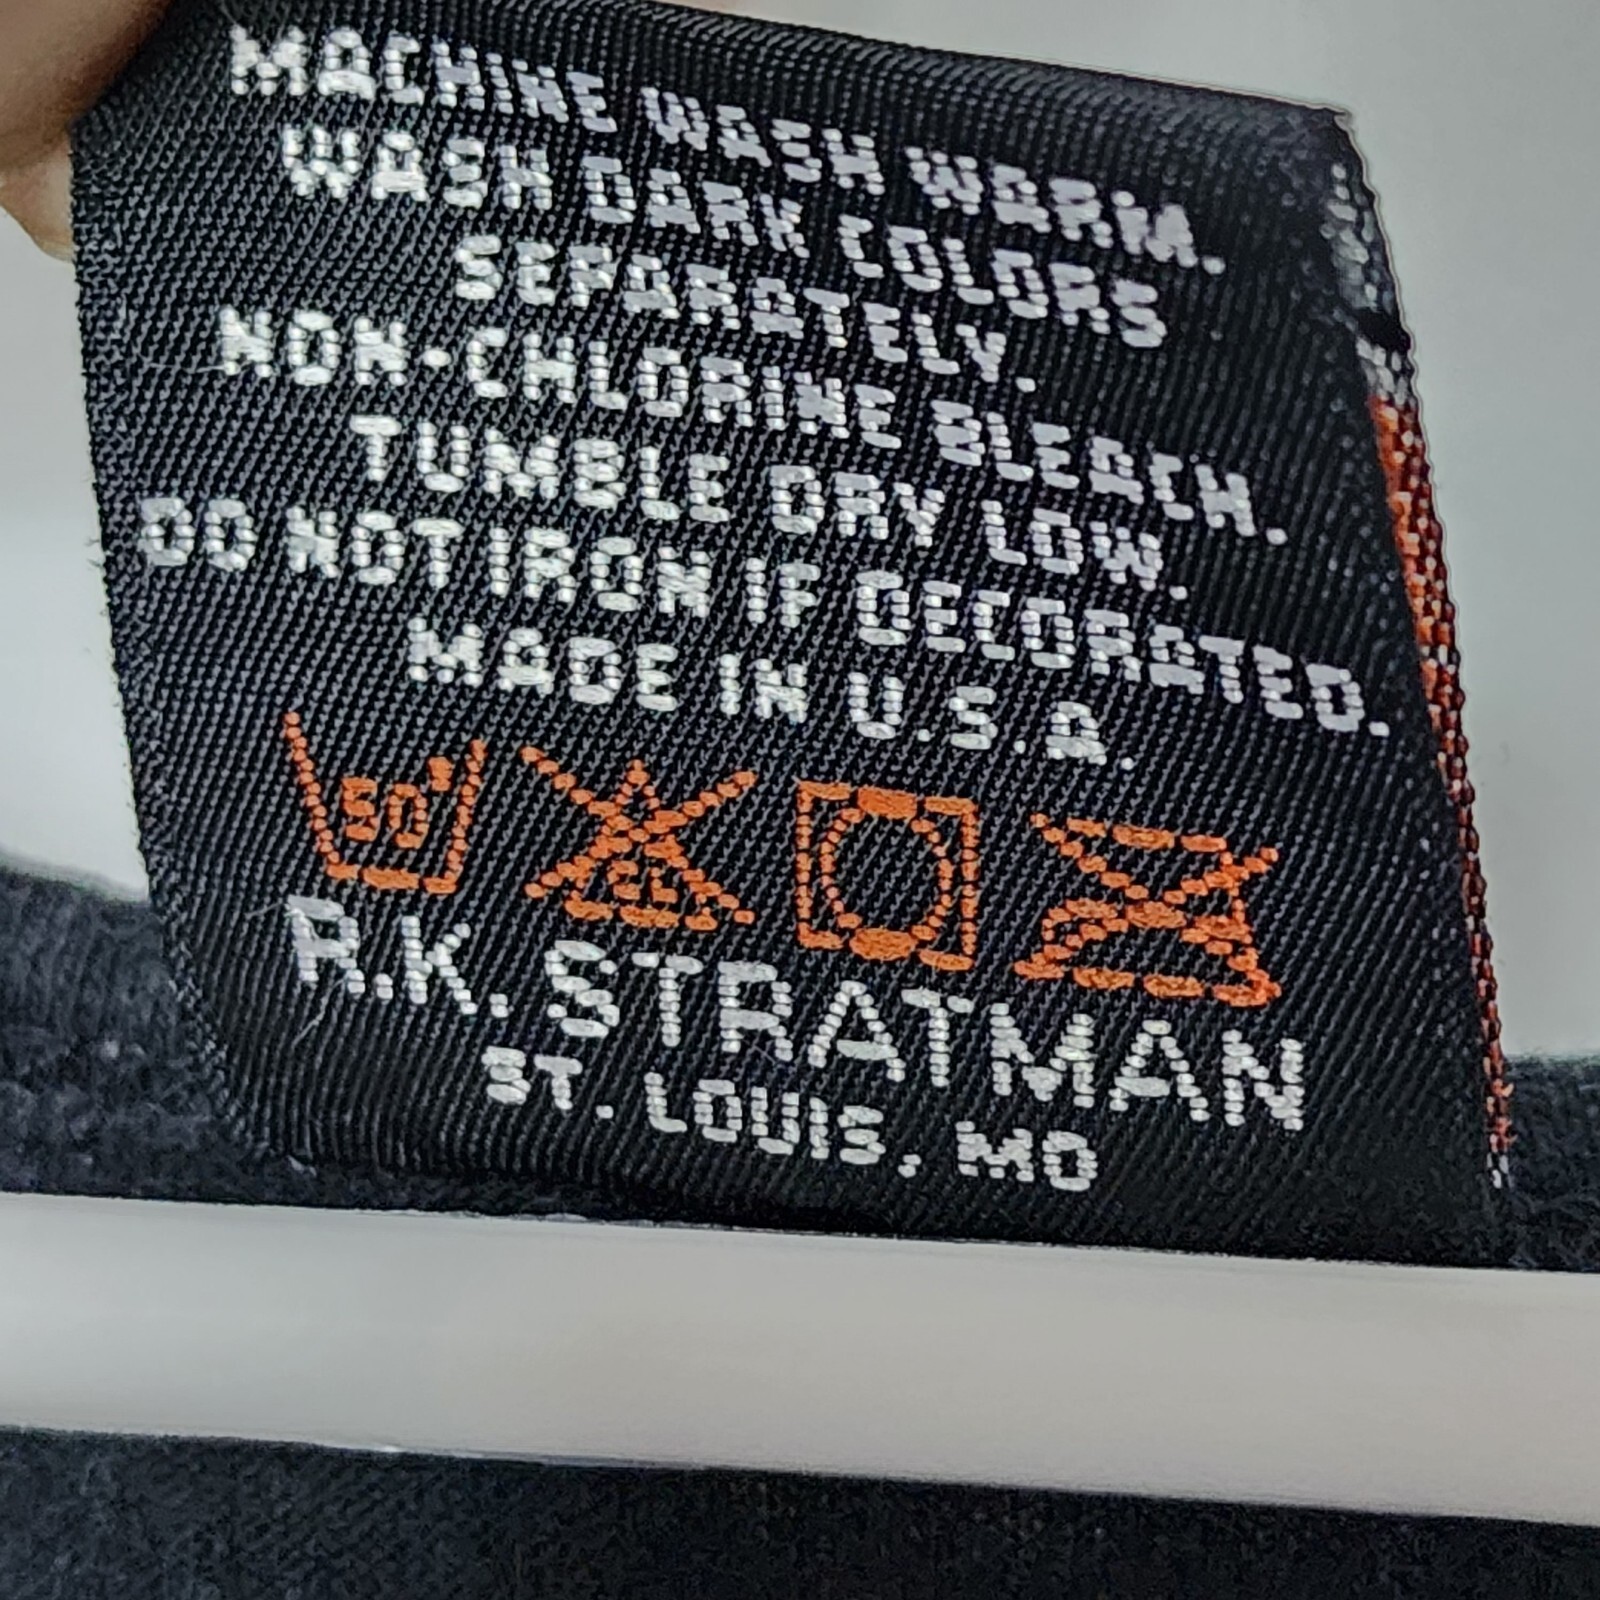 MACHINE WASH WARM.
WASH DARK COLORS
SEPARATELY.
NON-CHLORINE BLEACH.
TUMBLE DRY LOW.
DO NOT IRON IF DECORATED.
MADE IN U.S.A.
50° CL
R.K. STRATMAN
ST. LOUIS, MO